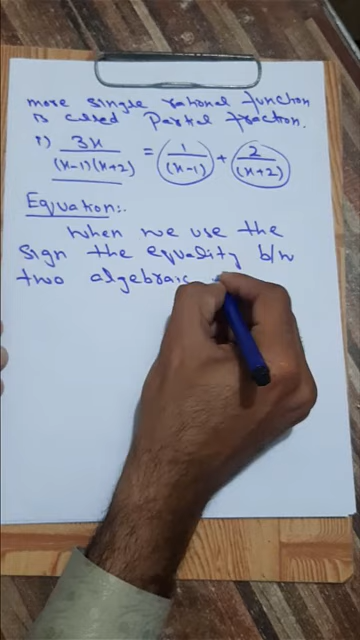 more single rational function
is called Partial fraction.
1) 3x/((x-1)(x+2)) = 1/(x-1) + 2/(x+2)
Equation:.
when we use the
sign the equality b/w
two algebraic